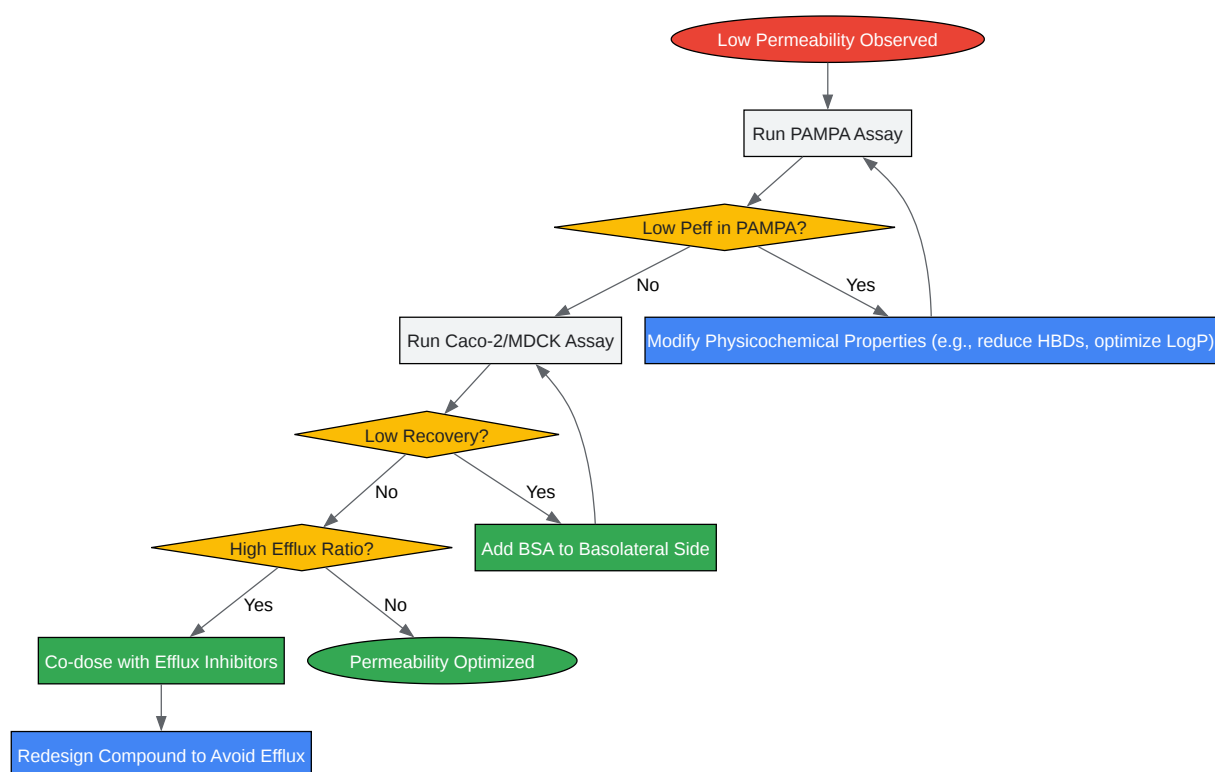 Low Permeability Observed
Run PAMPA Assay
Low Peff in PAMPA?
No
Yes
Run Caco-2/MDCK Assay
Modify Physicochemical Properties (e.g., reduce HBDs, optimize LogP)
Low Recovery?
No
Yes
Add BSA to Basolateral Side
High Efflux Ratio?
Yes
No
Co-dose with Efflux Inhibitors
Permeability Optimized
Redesign Compound to Avoid Efflux